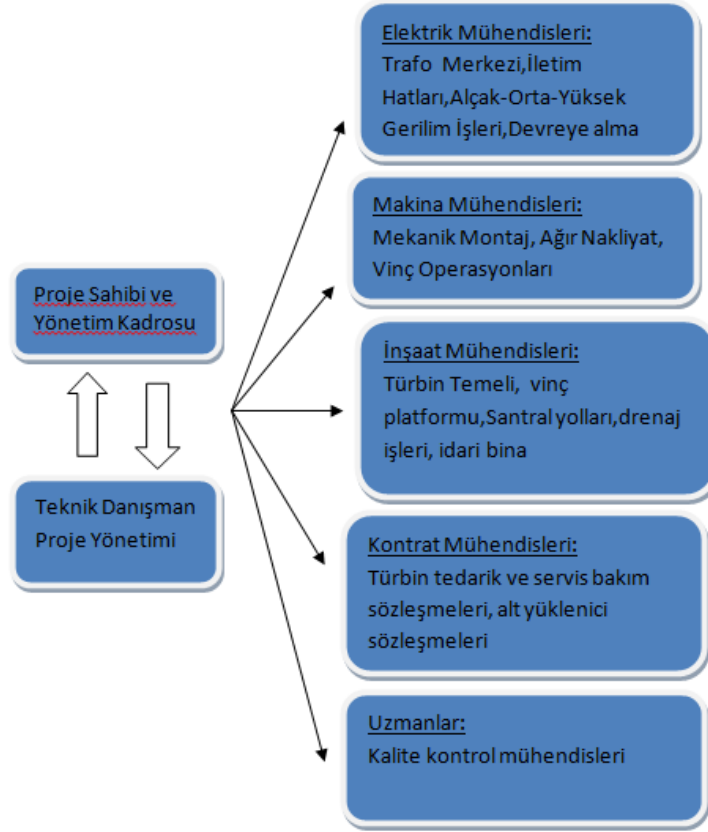 Elektrik Mühendisleri:
Trafo Merkezi,İletim
Hatları,Alçak-Orta-Yüksek
Gerilim İşleri,Devreye alma
Makina Mühendisleri:
Mekanik Montaj, Ağır Nakliyat,
Vinç Operasyonları
Proje Sahibi ve
Yönetim Kadrosu
İnşaat Mühendisleri:
Türbin Temeli, vinç
platformu,Santral yolları,drenaj
işleri, idari bina
Teknik Danışman
Proje Yönetimi
Kontrat Mühendisleri:
Türbin tedarik ve servis bakım
sözleşmeleri, alt yüklenici
sözleşmeleri
Uzmanlar:
Kalite kontrol mühendisleri